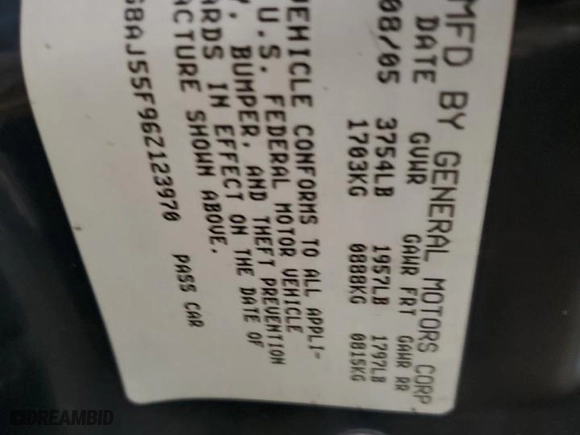 MFD BY GENERAL MOTORS CORP
DATE GVWR GAWR FRT GAWR RR
08/05 3754LB 1957LB 1797LB
1703KG 0888KG 0815KG
VEHICLE CONFORMS TO ALL APPLI-
U.S. FEDERAL MOTOR VEHICLE
BUMPER, AND THEFT PREVENTION
IN EFFECT ON THE DATE OF
SHOWN ABOVE.
G8AJ55F96Z123970 PASS CAR
DREAMBID